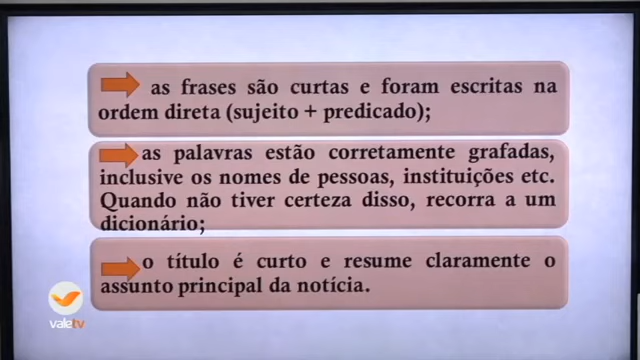 as frases são curtas e foram escritas na
ordem direta (sujeito + predicado);
as palavras estão corretamente grafadas,
inclusive os nomes de pessoas, instituições etc.
Quando não tiver certeza disso, recorra a um
dicionário;
o título é curto e resume claramente o
assunto principal da notícia.
valetv